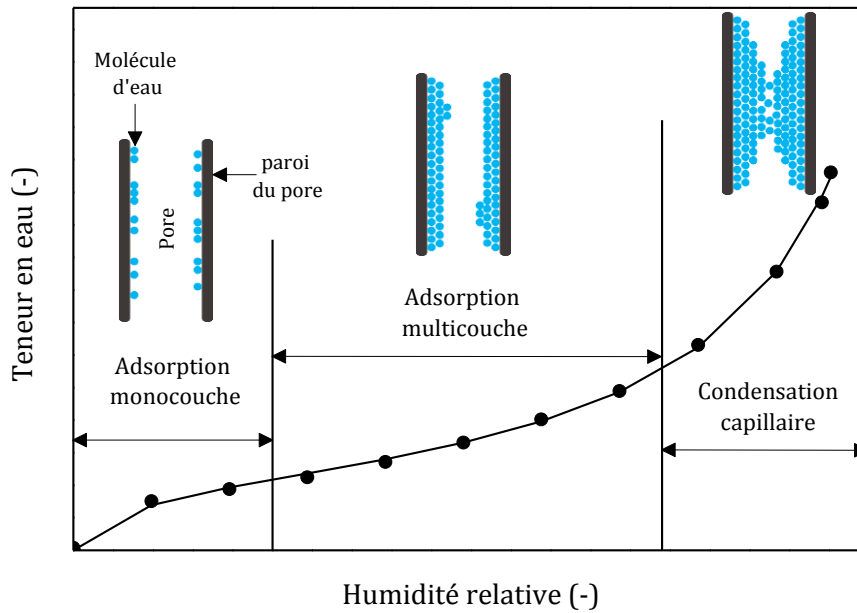 Molécule
d'eau
paroi
du pore
Pore
Adsorption
monocouche
Adsorption
multicouche
Condensation
capillaire
Teneur en eau (-)
Humidité relative (-)